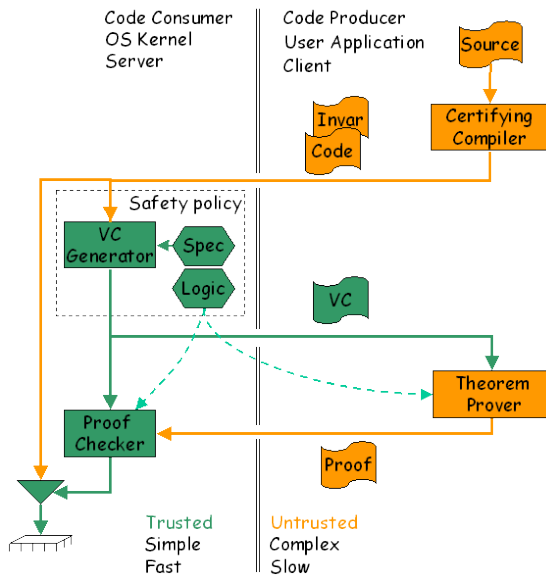 Code Consumer
OS Kernel
Server
Code Producer
User Application
Client
Source
Invar
Code
Certifying
Compiler
Safety policy
VC
Generator
Spec
Logic
VC
Theorem
Prover
Proof
Checker
Proof
Trusted
Simple
Fast
Untrusted
Complex
Slow